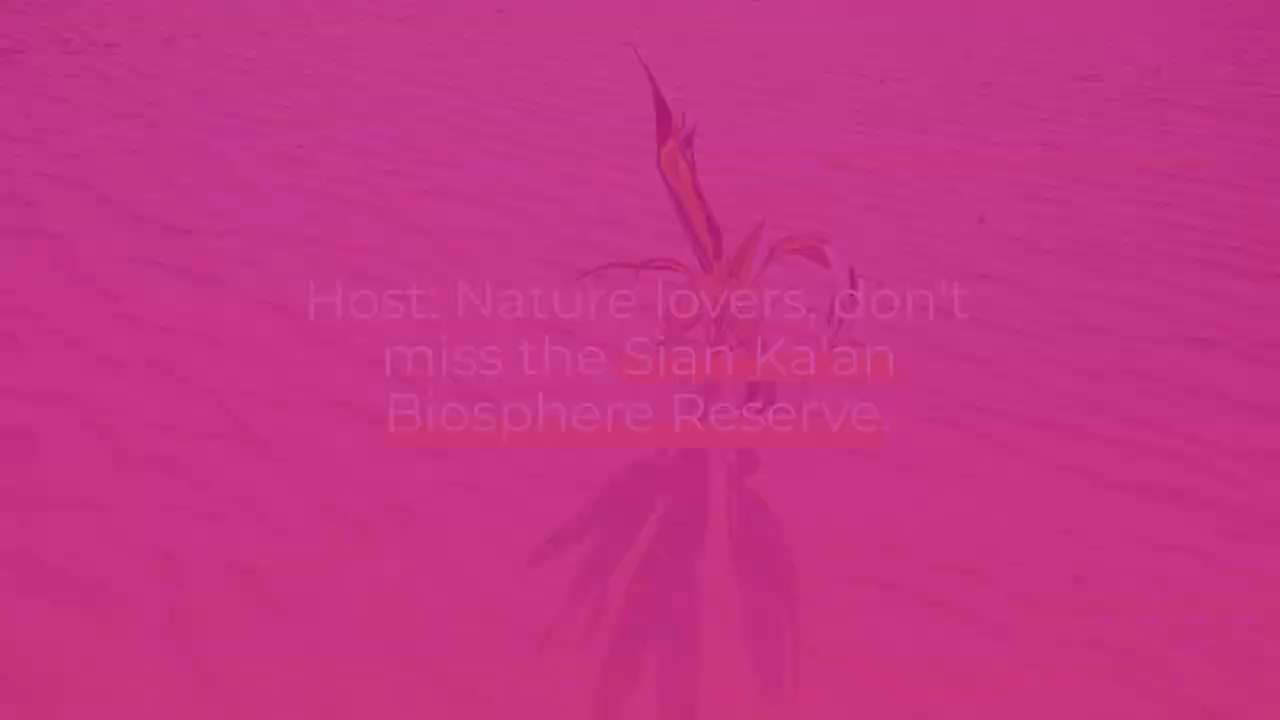 Host: Nature lovers, don't
miss the Sian Ka'an
Biosphere Reserve.